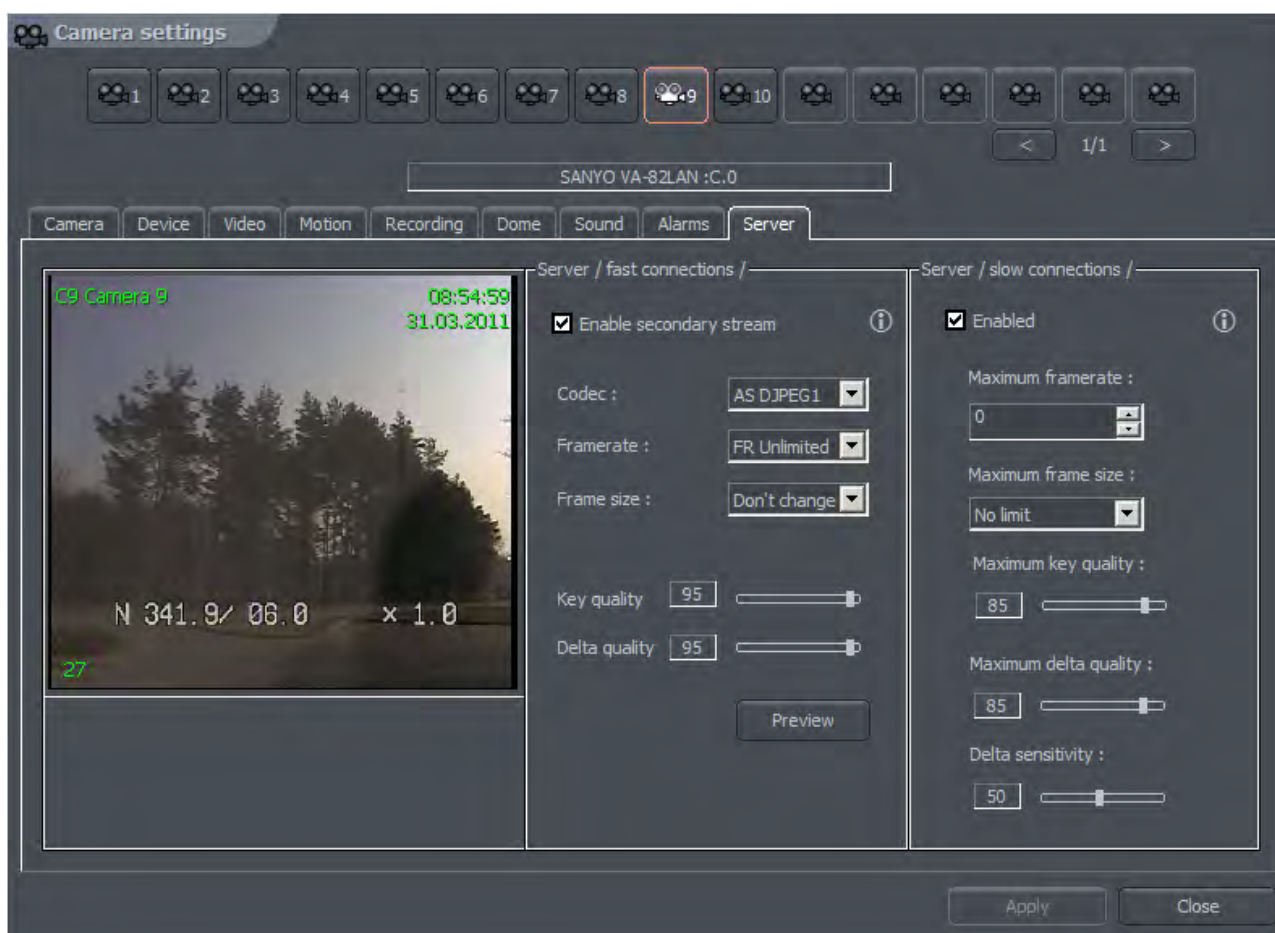 Camera settings
1 2 3 4 5 6 7 8 9 10
< 1/1 >
SANYO VA-82LAN :C.0
Camera Device Video Motion Recording Dome Sound Alarms Server
C9 Camera 9 08:54:59
31.03.2011
N 341.9/ 06.0 x 1.0
27
Server / fast connections /
Enable secondary stream
Codec : AS DJPEG1
Framerate : FR Unlimited
Frame size : Don't change
Key quality 95
Delta quality 95
Preview
Server / slow connections /
Enabled
Maximum framerate :
0
Maximum frame size :
No limit
Maximum key quality :
85
Maximum delta quality :
85
Delta sensitivity :
50
Apply Close